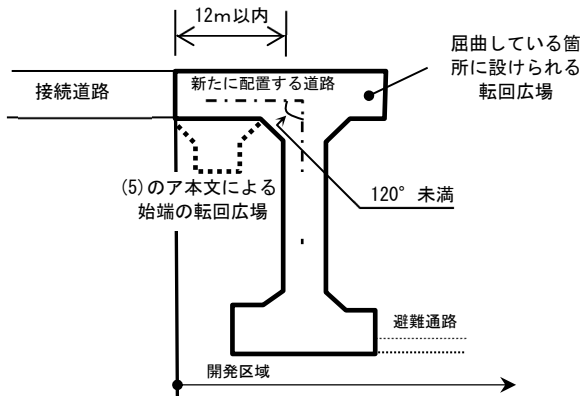 12m以内
屈曲している箇
所に設けられる
転回広場
接続道路
新たに配置する道路
(5)のア本文による
始端の転回広場
120° 未満
避難通路
開発区域